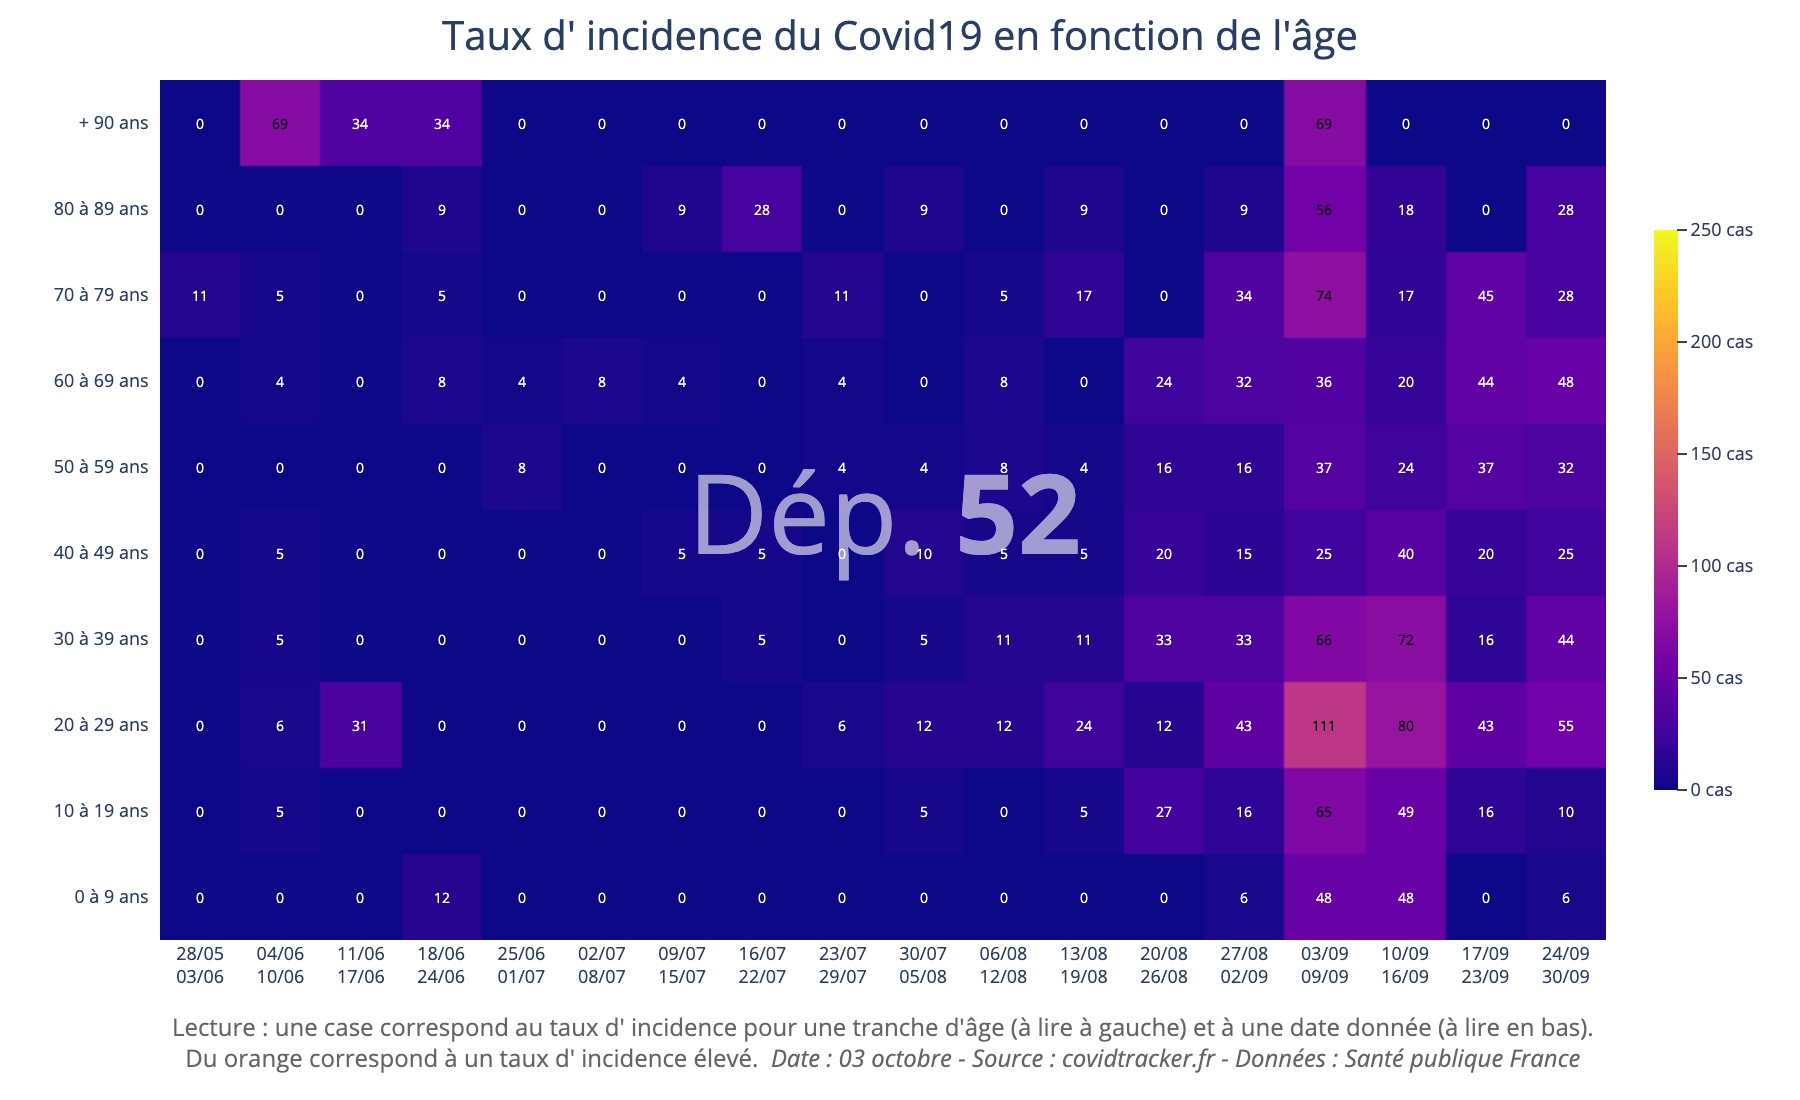 Taux d' incidence du Covid19 en fonction de l'âge
+ 90 ans 0 69 34 34 0 0 0 0 0 0 0 0 0 0 69 0 0 0
80 à 89 ans 0 0 0 9 0 0 9 28 0 9 0 9 0 9 56 18 0 28
70 à 79 ans 11 5 0 5 0 0 0 0 11 0 5 17 0 34 74 17 45 28
60 à 69 ans 0 4 0 8 4 8 4 0 4 0 8 0 24 32 36 20 44 48
50 à 59 ans 0 0 0 0 8 0 0 0 4 4 8 4 16 16 37 24 37 32
Dép. 52
40 à 49 ans 0 5 0 0 0 0 5 5 0 10 5 5 20 15 25 40 20 25
30 à 39 ans 0 5 0 0 0 0 0 5 0 5 11 11 33 33 66 72 16 44
20 à 29 ans 0 6 31 0 0 0 0 0 6 12 12 24 12 43 111 80 43 55
10 à 19 ans 0 5 0 0 0 0 0 0 0 5 0 5 27 16 65 49 16 10
0 à 9 ans 0 0 0 12 0 0 0 0 0 0 0 0 0 6 48 48 0 6
28/05 04/06 11/06 18/06 25/06 02/07 09/07 16/07 23/07 30/07 06/08 13/08 20/08 27/08 03/09 10/09 17/09 24/09
03/06 10/06 17/06 24/06 01/07 08/07 15/07 22/07 29/07 05/08 12/08 19/08 26/08 02/09 09/09 16/09 23/09 30/09
250 cas
200 cas
150 cas
100 cas
50 cas
0 cas
Lecture : une case correspond au taux d' incidence pour une tranche d'âge (à lire à gauche) et à une date donnée (à lire en bas).
Du orange correspond à un taux d' incidence élevé. Date : 03 octobre - Source : covidtracker.fr - Données : Santé publique France